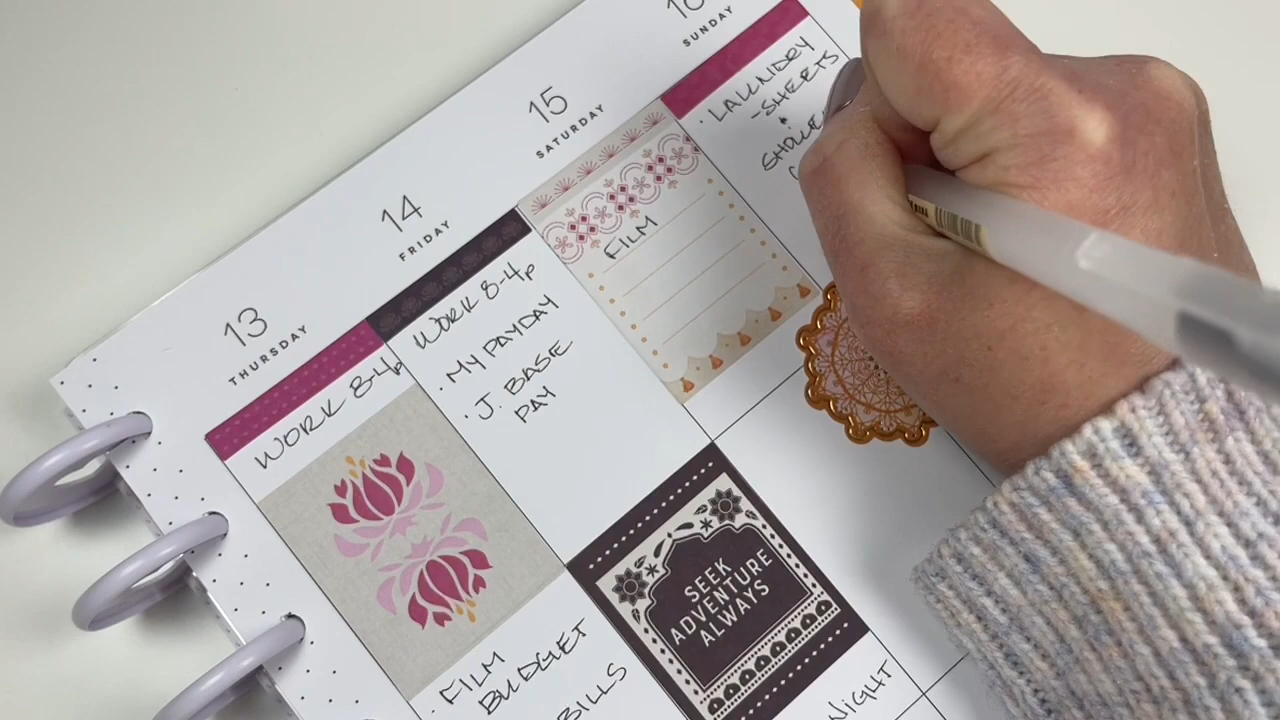 13
THURSDAY
WORK 8-4p
· FILM
BUDGET
BILLS
14
FRIDAY
WORK 8-4p
· MY PAYDAY
· J. BASE
PAY
SEEK
ADVENTURE
ALWAYS
15
SATURDAY
FILM
NIGHT
16
SUNDAY
· LAUNDRY
-SHEETS